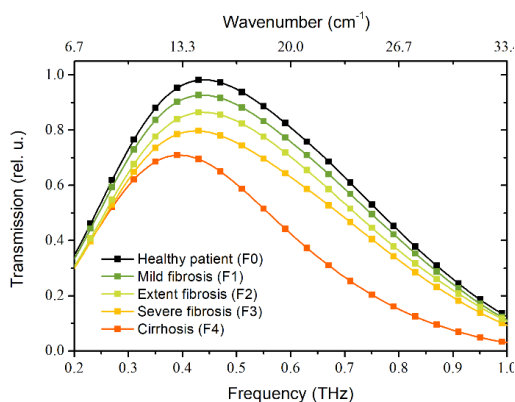 Wavenumber (cm⁻¹)
6.7 13.3 20.0 26.7 33.4
Transmission (rel. u.)
1.0
0.8
0.6
0.4
0.2
0.0
Healthy patient (F0)
Mild fibrosis (F1)
Extent fibrosis (F2)
Severe fibrosis (F3)
Cirrhosis (F4)
0.2 0.3 0.4 0.5 0.6 0.7 0.8 0.9 1.0
Frequency (THz)